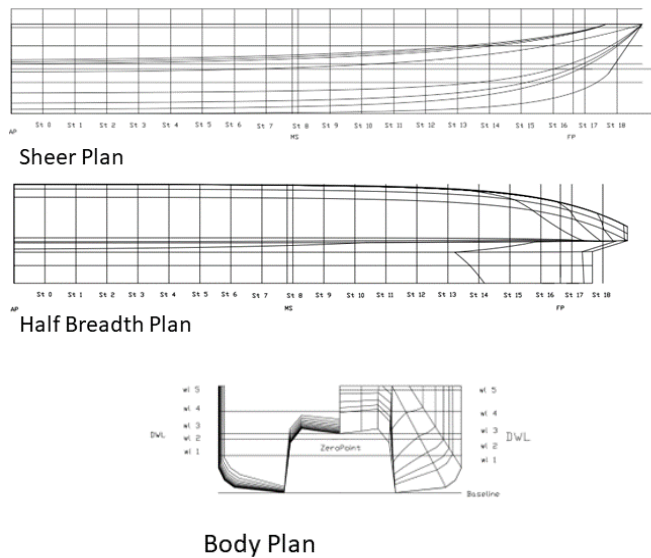 St 0 St 1 St 2 St 3 St 4 St 5 St 6 St 7 St 8 St 9 St 10 St 11 St 12 St 13 St 14 St 15 St 16 St 17 St 18
AP MS FP
Sheer Plan
St 0 St 1 St 2 St 3 St 4 St 5 St 6 St 7 St 8 St 9 St 10 St 11 St 12 St 13 St 14 St 15 St 16 St 17 St 18
AP MS FP
Half Breadth Plan
wl 5 wl 5
wl 4 wl 4
DWL wl 3 wl 3 DWL
wl 2 wl 2
ZeroPoint
wl 1 wl 1
Baseline
Body Plan